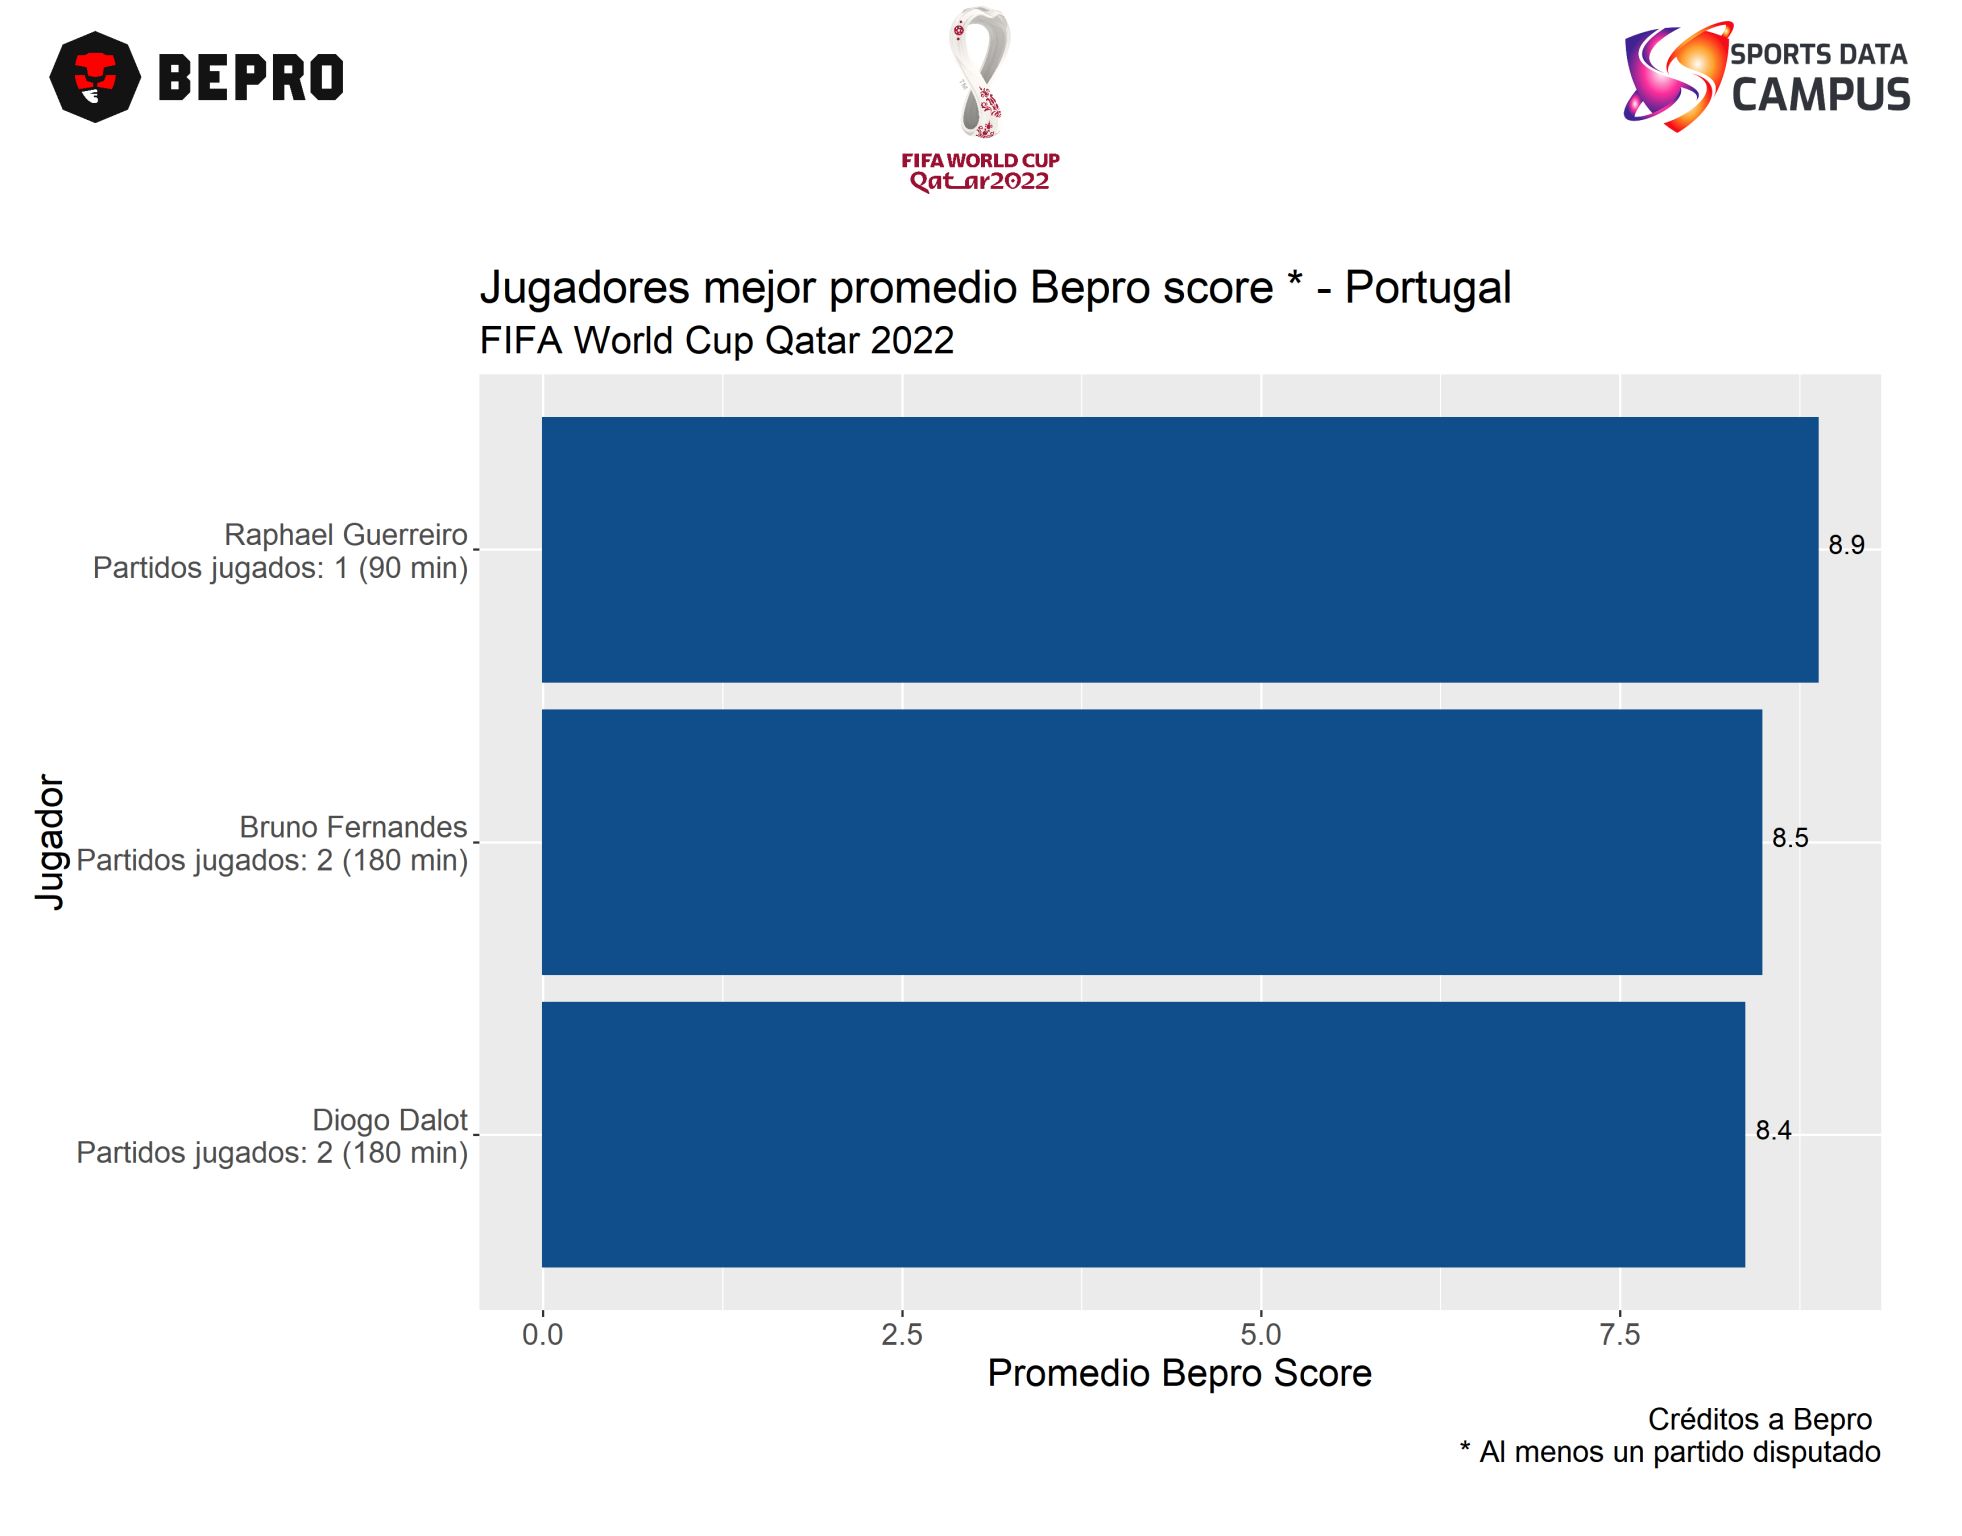 BEPRO
TM
FIFA WORLD CUP
Qatar2022
SPORTS DATA
CAMPUS
Jugadores mejor promedio Bepro score * - Portugal
FIFA World Cup Qatar 2022
Jugador
Raphael Guerreiro
Partidos jugados: 1 (90 min)
8.9
Bruno Fernandes
Partidos jugados: 2 (180 min)
8.5
Diogo Dalot
Partidos jugados: 2 (180 min)
8.4
0.0 2.5 5.0 7.5
Promedio Bepro Score
Créditos a Bepro
* Al menos un partido disputado